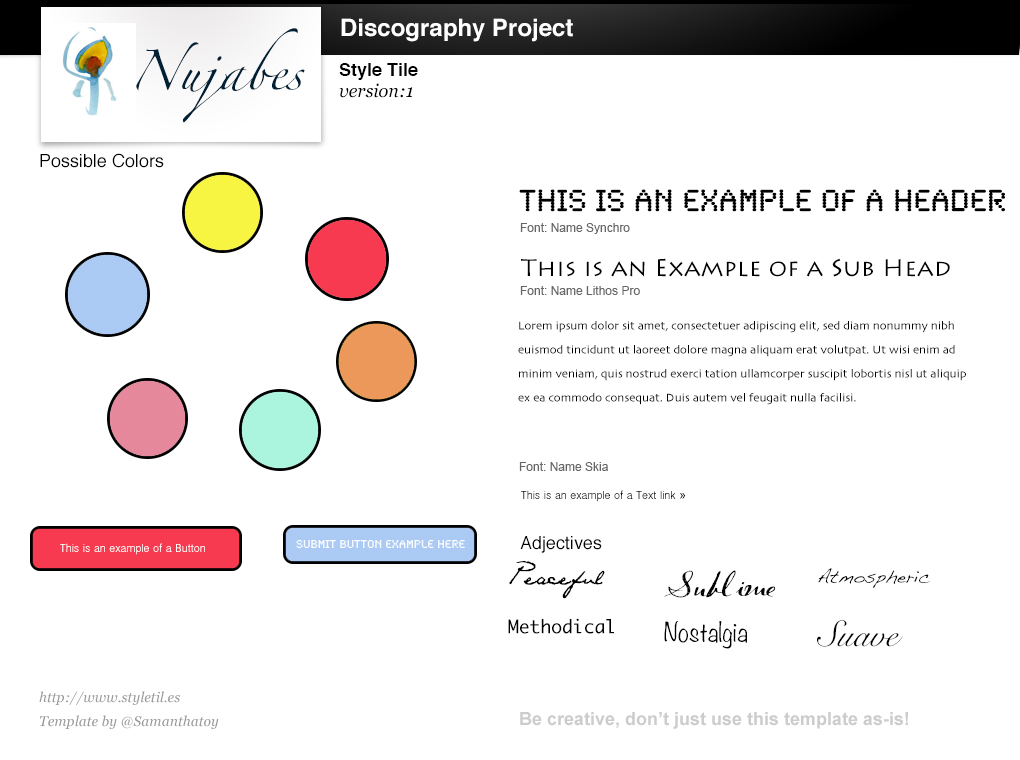 Nujabes
Discography Project
Style Tile
version:1
Possible Colors
THIS IS AN EXAMPLE OF A HEADER
Font: Name Synchro
This is an Example of a Sub Head
Font: Name Lithos Pro
Lorem ipsum dolor sit amet, consectetuer adipiscing elit, sed diam nonummy nibh
euismod tincidunt ut laoreet dolore magna aliquam erat volutpat. Ut wisi enim ad
minim veniam, quis nostrud exerci tation ullamcorper suscipit lobortis nisl ut aliquip
ex ea commodo consequat. Duis autem vel feugait nulla facilisi.
Font: Name Skia
This is an example of a Text link »
This is an example of a Button
SUBMIT BUTTON EXAMPLE HERE
Adjectives
Peaceful
Sublime
Atmospheric
Methodical
Nostalgia
Suave
http://www.styletil.es
Template by @Samanthatoy
Be creative, don’t just use this template as-is!